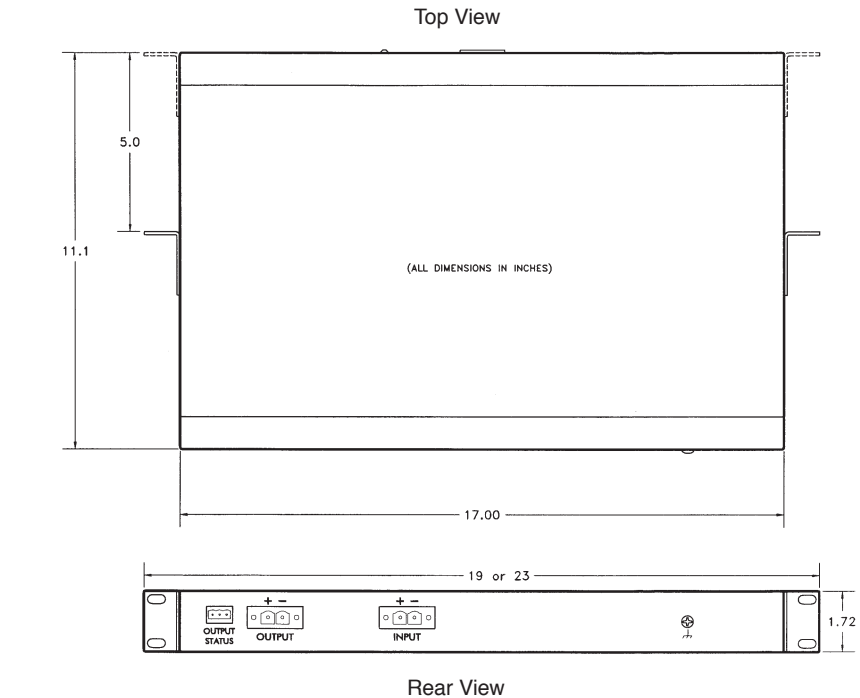 Top View
5.0
11.1
(ALL DIMENSIONS IN INCHES)
17.00
19 or 23
+ − + −
1.72
OUTPUT STATUS
OUTPUT
INPUT
Rear View